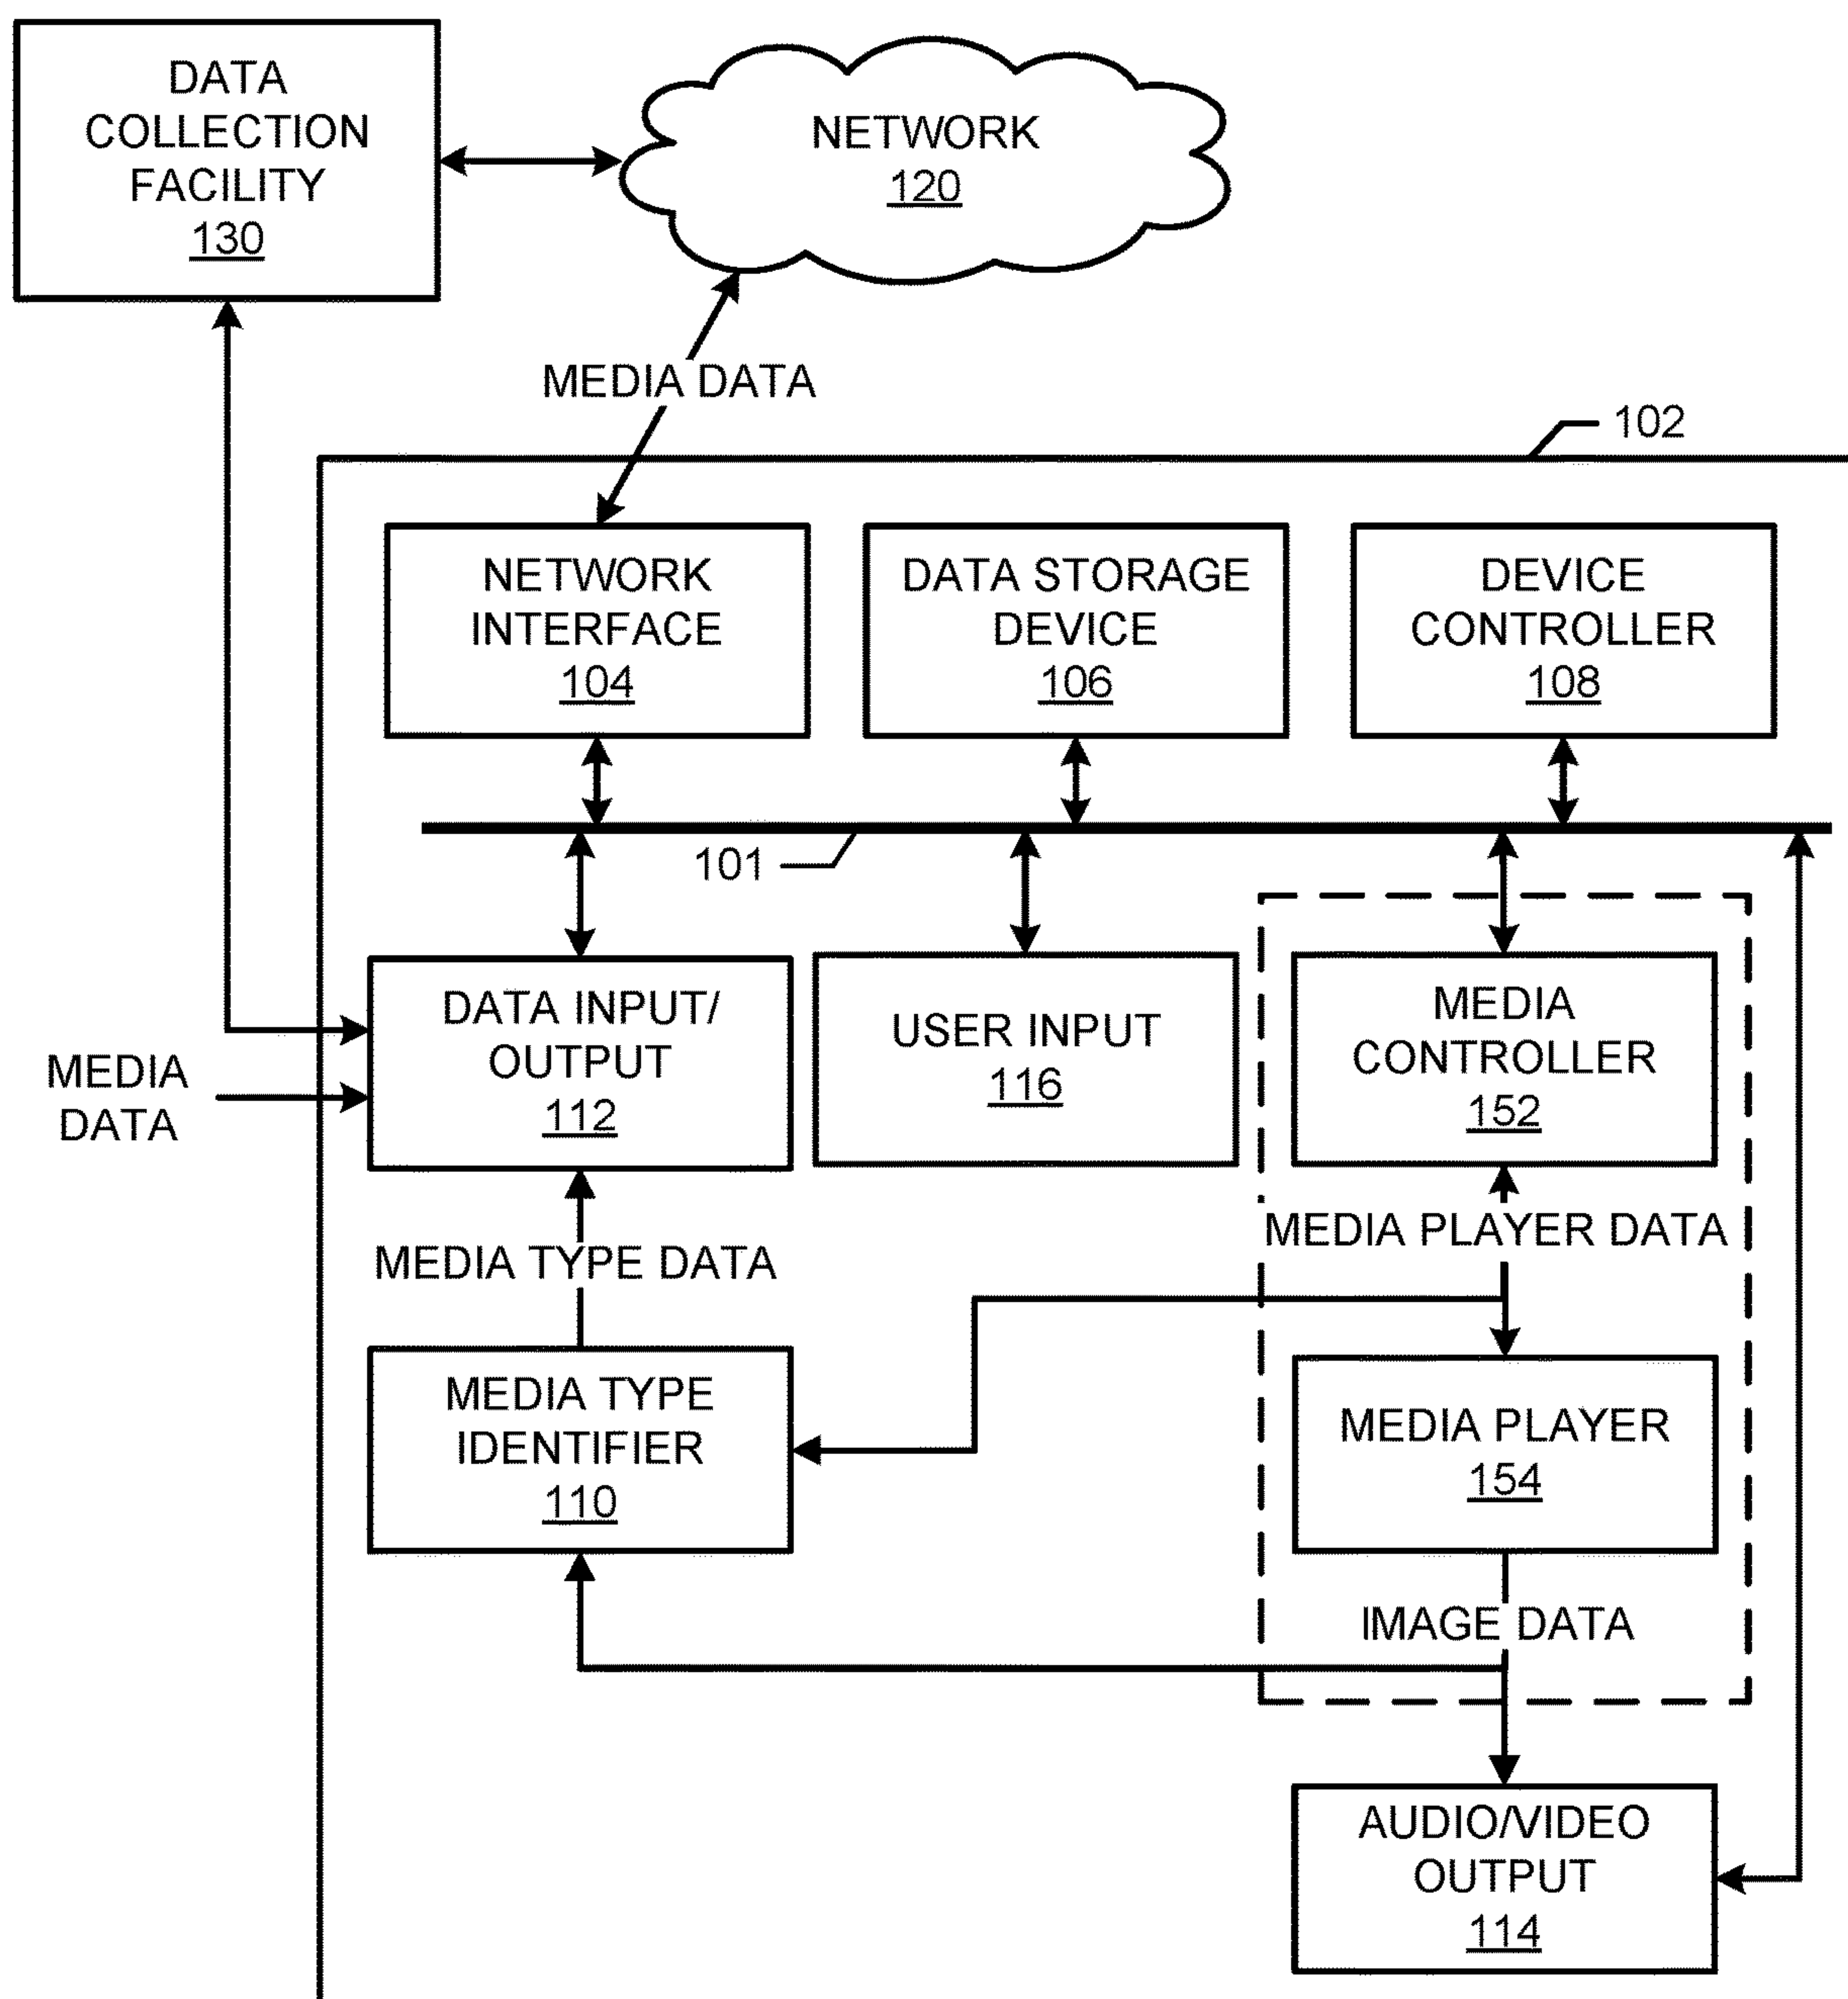 DATA
COLLECTION
FACILITY
130
NETWORK
120
MEDIA DATA
102
NETWORK
INTERFACE
104
DATA STORAGE
DEVICE
106
DEVICE
CONTROLLER
108
101
DATA INPUT/
OUTPUT
112
USER INPUT
116
MEDIA
CONTROLLER
152
MEDIA
DATA
MEDIA TYPE DATA
MEDIA PLAYER DATA
MEDIA TYPE
IDENTIFIER
110
MEDIA PLAYER
154
IMAGE DATA
AUDIO/VIDEO
OUTPUT
114